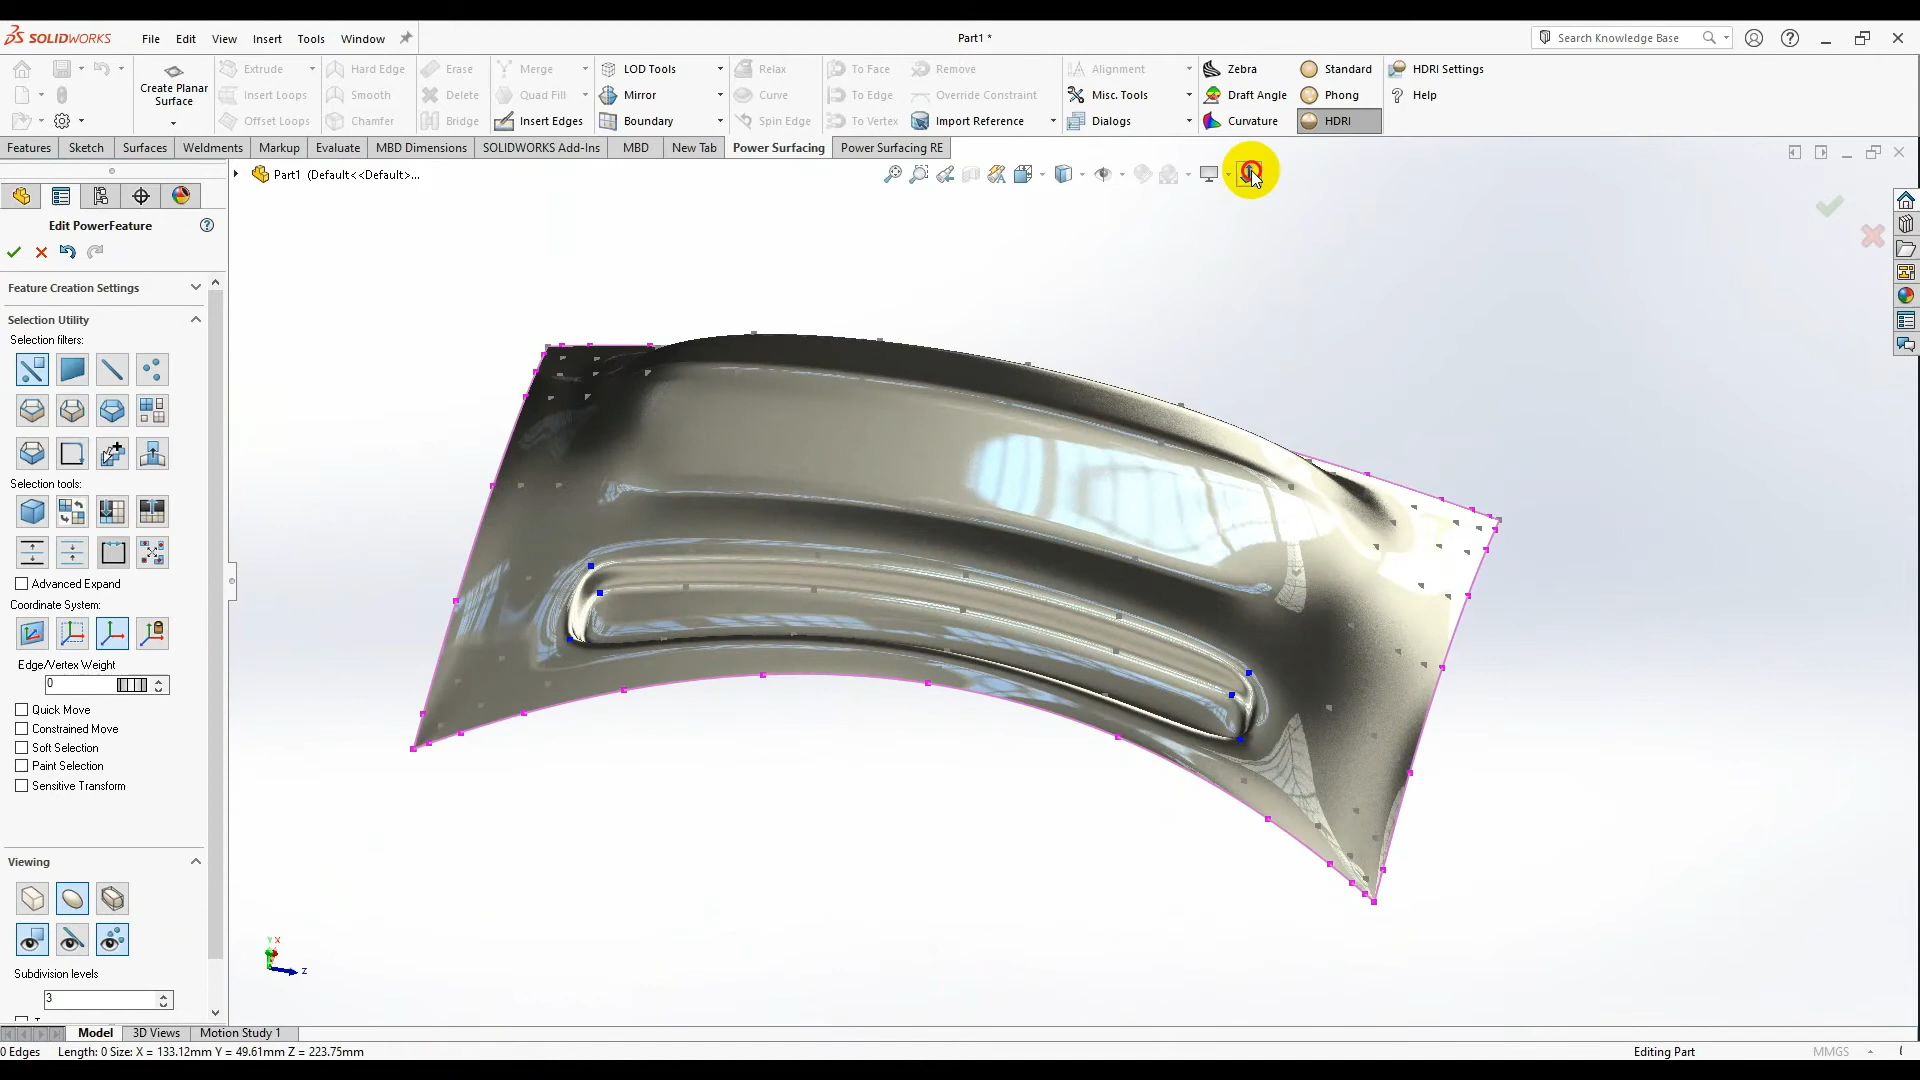 SOLIDWORKS File Edit View Insert Tools Window Part1 * Search Knowledge Base
Create Planar Surface
Extrude Hard Edge Erase Merge LOD Tools Relax To Face Remove Alignment Zebra Standard HDRI Settings
Insert Loops Smooth Delete Quad Fill Mirror Curve To Edge Override Constraint Misc. Tools Draft Angle Phong Help
Offset Loops Chamfer Bridge Insert Edges Boundary Spin Edge To Vertex Import Reference Dialogs Curvature HDRI
Features Sketch Surfaces Weldments Markup Evaluate MBD Dimensions SOLIDWORKS Add-Ins MBD New Tab Power Surfacing Power Surfacing RE
Part1 (Default<<Default>...
Edit PowerFeature
Feature Creation Settings
Selection Utility
Selection filters:
Selection tools:
Advanced Expand
Coordinate System:
Edge/Vertex Weight
0
Quick Move
Constrained Move
Soft Selection
Paint Selection
Sensitive Transform
Viewing
Y X
Z
Subdivision levels
3
Model 3D Views Motion Study 1
0 Edges Length: 0 Size: X = 133.12mm Y = 49.61mm Z = 223.75mm Editing Part MMGS